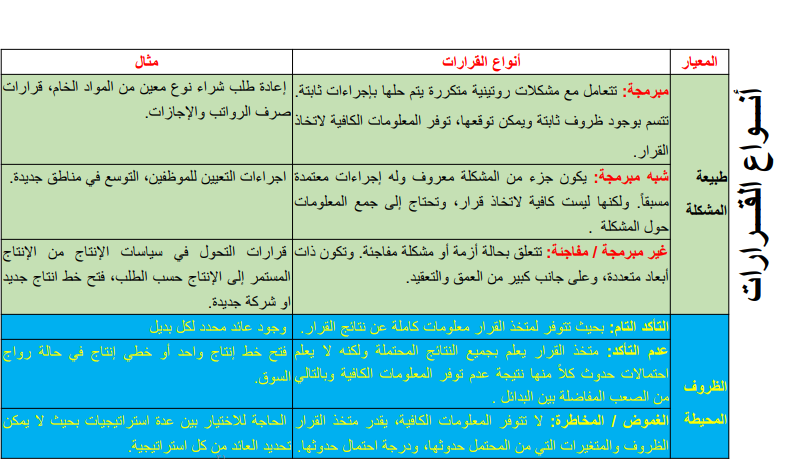 أنــواع القــرارات
المعيار
أنواع القرارات
مثال
طبيعة
المشكلة
مبرمجة: تتعامل مع مشكلات روتينية متكررة يتم حلها بإجراءات ثابتة.
تتسم بوجود ظروف ثابتة ويمكن توقعها، توفر المعلومات الكافية لاتخاذ
القرار.
إعادة طلب شراء نوع معين من المواد الخام، قرارات
صرف الرواتب والإجازات.
شبه مبرمجة: يكون جزء من المشكلة معروف وله إجراءات معتمدة
مسبقاً. ولكنها ليست كافية لاتخاذ قرار، وتحتاج إلى جمع المعلومات
حول المشكلة .
اجراءات التعيين للموظفين، التوسع في مناطق جديدة.
غير مبرمجة / مفاجئة: تتعلق بحالة أزمة أو مشكلة مفاجئة. وتكون ذات
أبعاد متعددة، وعلى جانب كبير من العمق والتعقيد.
قرارات التحول في سياسات الإنتاج من الإنتاج
المستمر إلى الإنتاج حسب الطلب، فتح خط انتاج جديد
او شركة جديدة.
الظروف
المحيطة
التأكد التام: بحيث تتوفر لمتخذ القرار معلومات كاملة عن نتائج القرار.
وجود عائد محدد لكل بديل
عدم التأكد: متخذ القرار يعلم بجميع النتائج المحتملة ولكنه لا يعلم
احتمالات حدوث كلاً منها نتيجة عدم توفر المعلومات الكافية وبالتالي
من الصعب المفاضلة بين البدائل .
فتح خط إنتاج واحد أو خطي إنتاج في حالة رواج
السوق.
الغموض / المخاطرة: لا تتوفر المعلومات الكافية، يقدر متخذ القرار
الظروف والمتغيرات التي من المحتمل حدوثها، ودرجة احتمال حدوثها.
الحاجة للاختيار بين عدة استراتيجيات بحيث لا يمكن
تحديد العائد من كل استراتيجية.